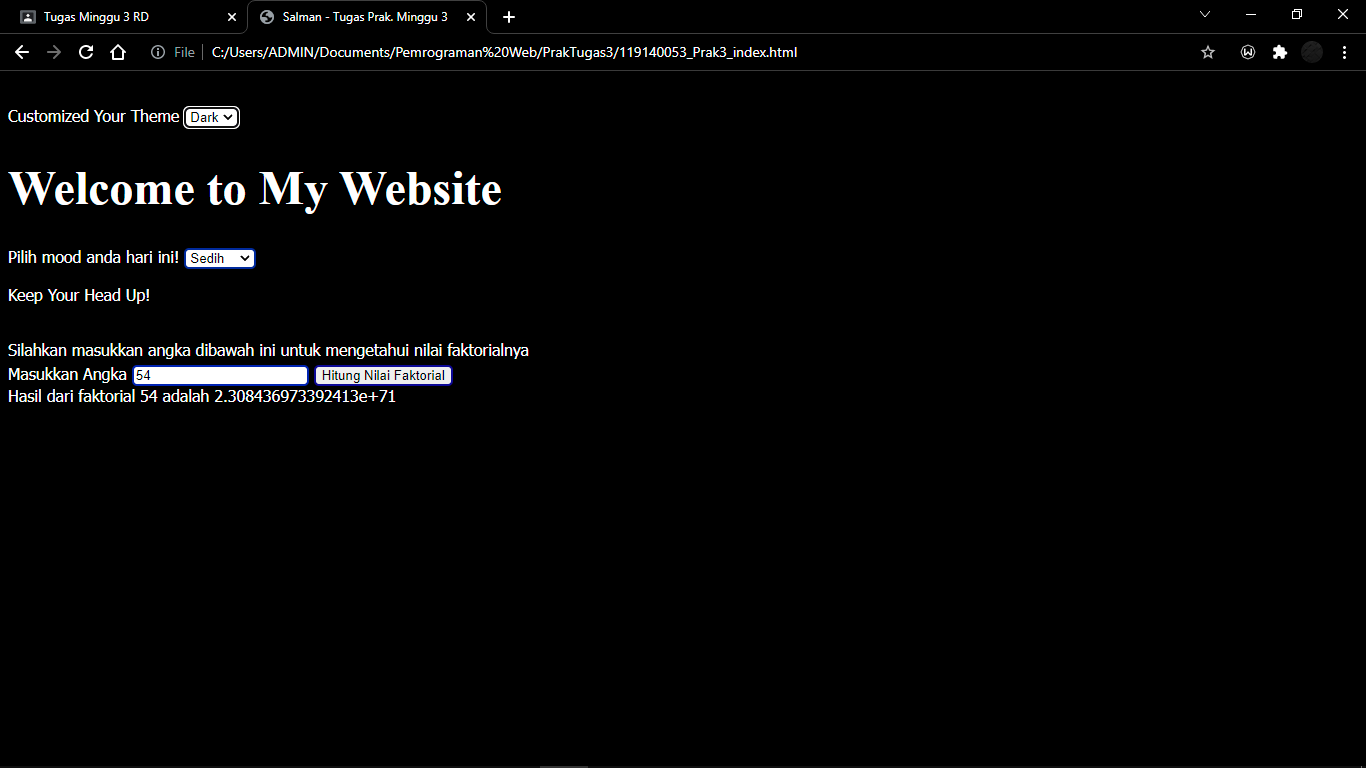 Tugas Minggu 3 RD
Salman - Tugas Prak. Minggu 3
File
C:/Users/ADMIN/Documents/Pemrograman%20Web/PrakTugas3/119140053_Prak3_index.html
Customized Your Theme Dark
Welcome to My Website
Pilih mood anda hari ini! Sedih
Keep Your Head Up!
Silahkan masukkan angka dibawah ini untuk mengetahui nilai faktorialnya
Masukkan Angka 54 Hitung Nilai Faktorial
Hasil dari faktorial 54 adalah 2.308436973392413e+71